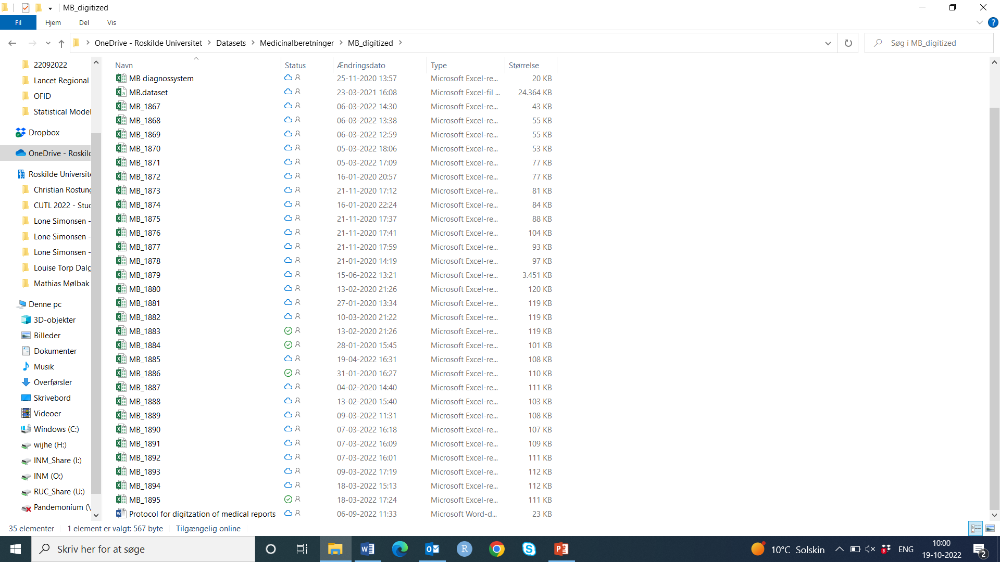 MB_digitized
Fil Hjem Del Vis
OneDrive - Roskilde Universitet Datasets Medicinalberetninger MB_digitized
Søg i MB_digitized
22092022
Lancet Regional
OFID
Statistical Model
Dropbox
OneDrive - Roskild
Roskilde Universite
Christian Rostung
CUTL 2022 - Stud
Lone Simonsen -
Lone Simonsen -
Lone Simonsen -
Louise Torp Dalg
Mathias Mølbak
Denne pc
3D-objekter
Billeder
Dokumenter
Musik
Overførsler
Skrivebord
Videoer
Windows (C:)
wijhe (H:)
INM_Share (I:)
INM (O:)
RUC_Share (U:)
Pandemonium (\
Navn Status Ændringsdato Type Størrelse
MB diagnossystem 25-11-2020 13:57 Microsoft Excel-re... 20 KB
MB.dataset 23-03-2021 16:08 Microsoft Excel-fil ... 24.364 KB
MB_1867 06-03-2022 14:30 Microsoft Excel-re... 43 KB
MB_1868 06-03-2022 13:38 Microsoft Excel-re... 55 KB
MB_1869 06-03-2022 12:59 Microsoft Excel-re... 55 KB
MB_1870 05-03-2022 18:06 Microsoft Excel-re... 53 KB
MB_1871 05-03-2022 17:09 Microsoft Excel-re... 77 KB
MB_1872 16-01-2020 20:57 Microsoft Excel-re... 77 KB
MB_1873 21-11-2020 17:12 Microsoft Excel-re... 81 KB
MB_1874 16-01-2020 22:24 Microsoft Excel-re... 84 KB
MB_1875 21-11-2020 17:37 Microsoft Excel-re... 88 KB
MB_1876 21-11-2020 17:41 Microsoft Excel-re... 104 KB
MB_1877 21-11-2020 17:59 Microsoft Excel-re... 93 KB
MB_1878 21-01-2020 14:19 Microsoft Excel-re... 97 KB
MB_1879 15-06-2022 13:21 Microsoft Excel-re... 3.451 KB
MB_1880 13-02-2020 21:26 Microsoft Excel-re... 120 KB
MB_1881 27-01-2020 13:34 Microsoft Excel-re... 119 KB
MB_1882 10-03-2020 21:22 Microsoft Excel-re... 119 KB
MB_1883 13-02-2020 21:26 Microsoft Excel-re... 119 KB
MB_1884 28-01-2020 15:45 Microsoft Excel-re... 101 KB
MB_1885 19-04-2022 16:31 Microsoft Excel-re... 108 KB
MB_1886 31-01-2020 16:27 Microsoft Excel-re... 110 KB
MB_1887 04-02-2020 14:40 Microsoft Excel-re... 111 KB
MB_1888 13-02-2020 15:40 Microsoft Excel-re... 103 KB
MB_1889 09-03-2022 11:31 Microsoft Excel-re... 108 KB
MB_1890 07-03-2022 16:18 Microsoft Excel-re... 107 KB
MB_1891 07-03-2022 16:09 Microsoft Excel-re... 109 KB
MB_1892 07-03-2022 16:01 Microsoft Excel-re... 111 KB
MB_1893 09-03-2022 17:19 Microsoft Excel-re... 112 KB
MB_1894 18-03-2022 15:13 Microsoft Excel-re... 112 KB
MB_1895 18-03-2022 17:24 Microsoft Excel-re... 111 KB
Protocol for digitzation of medical reports 06-09-2022 11:33 Microsoft Word-d... 23 KB
35 elementer 1 element er valgt: 567 byte Tilgængelig online
Skriv her for at søge
10°C Solskin
ENG
10:00
19-10-2022
2